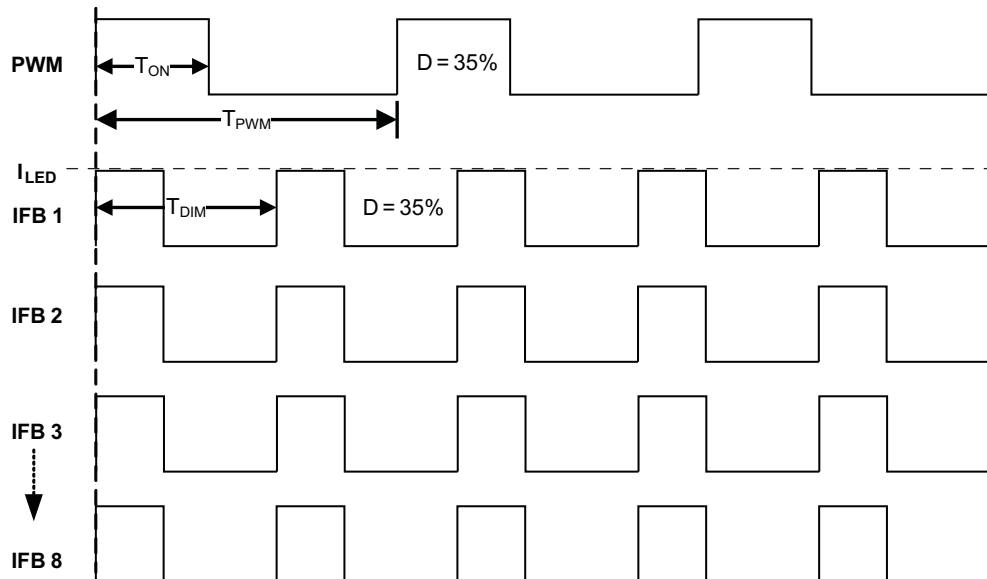 PWM
T_ON
D = 35%
T_PWM
I_LED
IFB 1
T_DIM
D = 35%
IFB 2
IFB 3
IFB 8